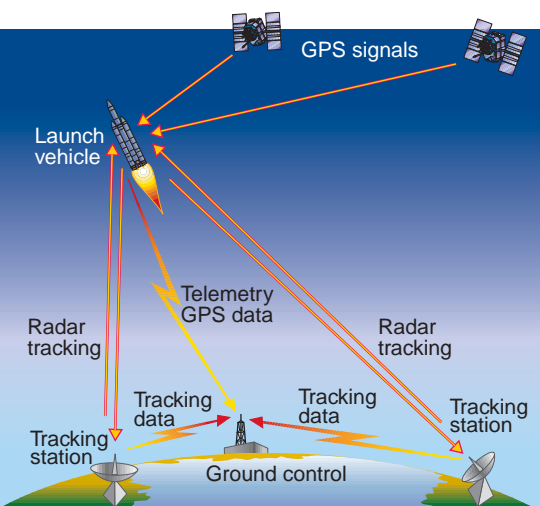 GPS signals
Launch
vehicle
Telemetry
GPS data
Radar
tracking
Radar
tracking
Tracking
data
Tracking
data
Tracking
station
Tracking
station
Ground control